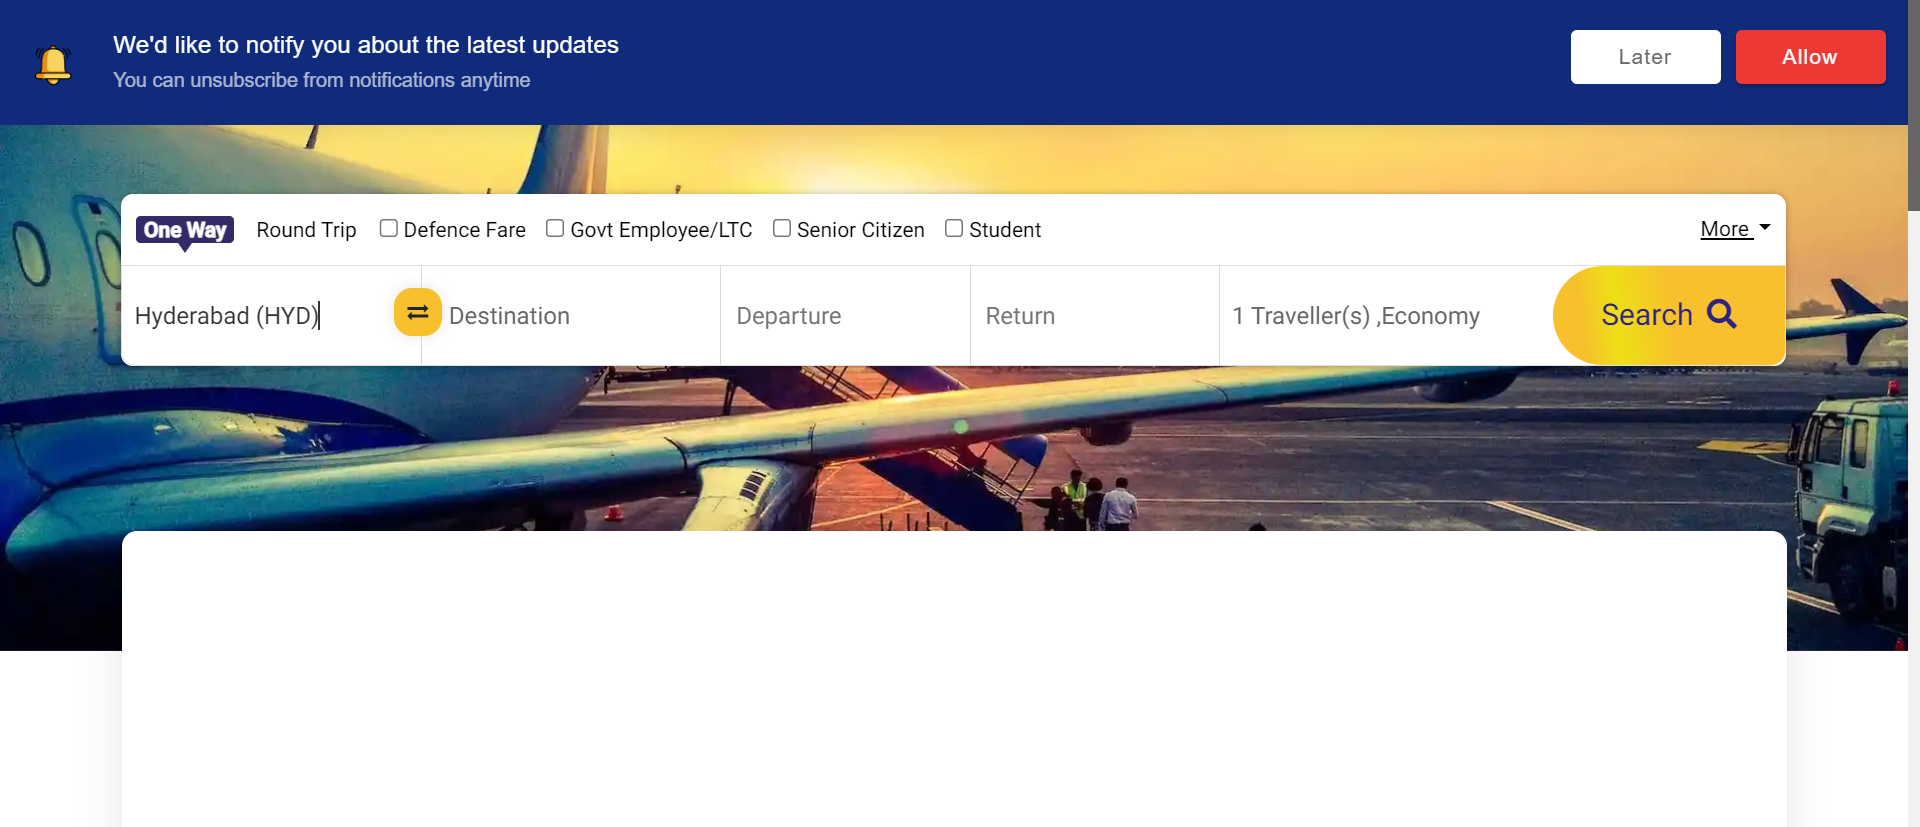 We'd like to notify you about the latest updates
You can unsubscribe from notifications anytime
Later
Allow
One Way
Round Trip
Defence Fare
Govt Employee/LTC
Senior Citizen
Student
More
Hyderabad (HYD)
Destination
Departure
Return
1 Traveller(s) ,Economy
Search